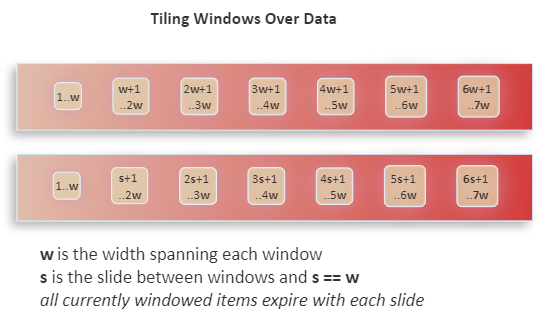 Tiling Windows Over Data
1..w
w+1
..2w
2w+1
..3w
3w+1
..4w
4w+1
..5w
5w+1
..6w
6w+1
..7w
1..w
s+1
..2w
2s+1
..3w
3s+1
..4w
4s+1
..5w
5s+1
..6w
6s+1
..7w
w is the width spanning each window
s is the slide between windows and s == w
all currently windowed items expire with each slide